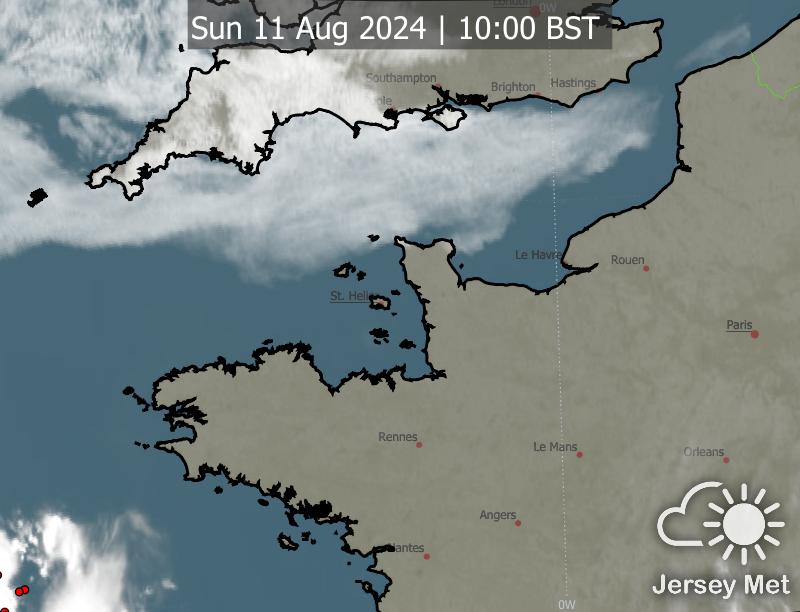 London
0W
Sun 11 Aug 2024 | 10:00 BST
Southampton
Brighton
Hastings
Le Havre
Rouen
St. Helier
Paris
Rennes
Le Mans
Orleans
Angers
Nantes
Jersey Met
0W